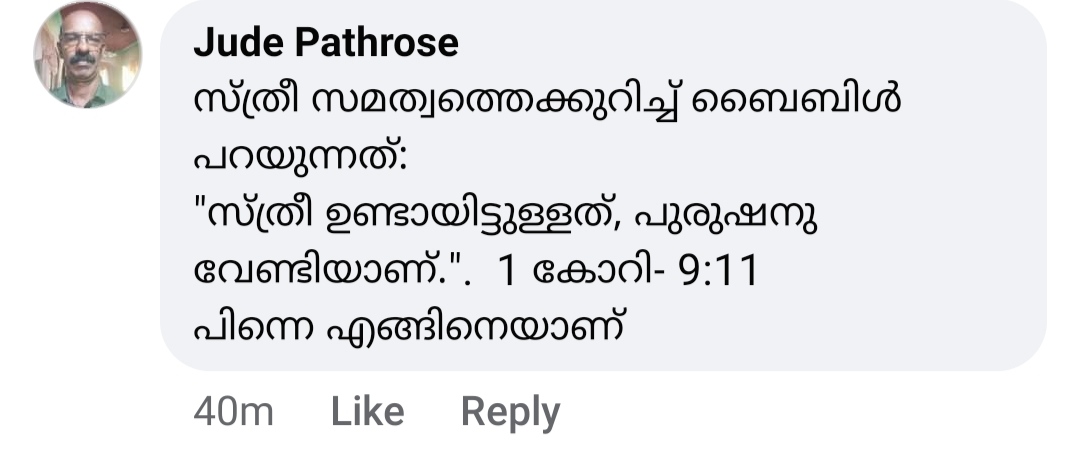 Jude Pathrose
സ്ത്രീ സമത്വത്തെക്കുറിച്ച് ബൈബിൾ
പറയുന്നത്:
"സ്ത്രീ ഉണ്ടായിട്ടുള്ളത്, പുരുഷനു
വേണ്ടിയാണ്.".  1 കോറി- 9:11
പിന്നെ എങ്ങിനെയാണ്
40m Like Reply